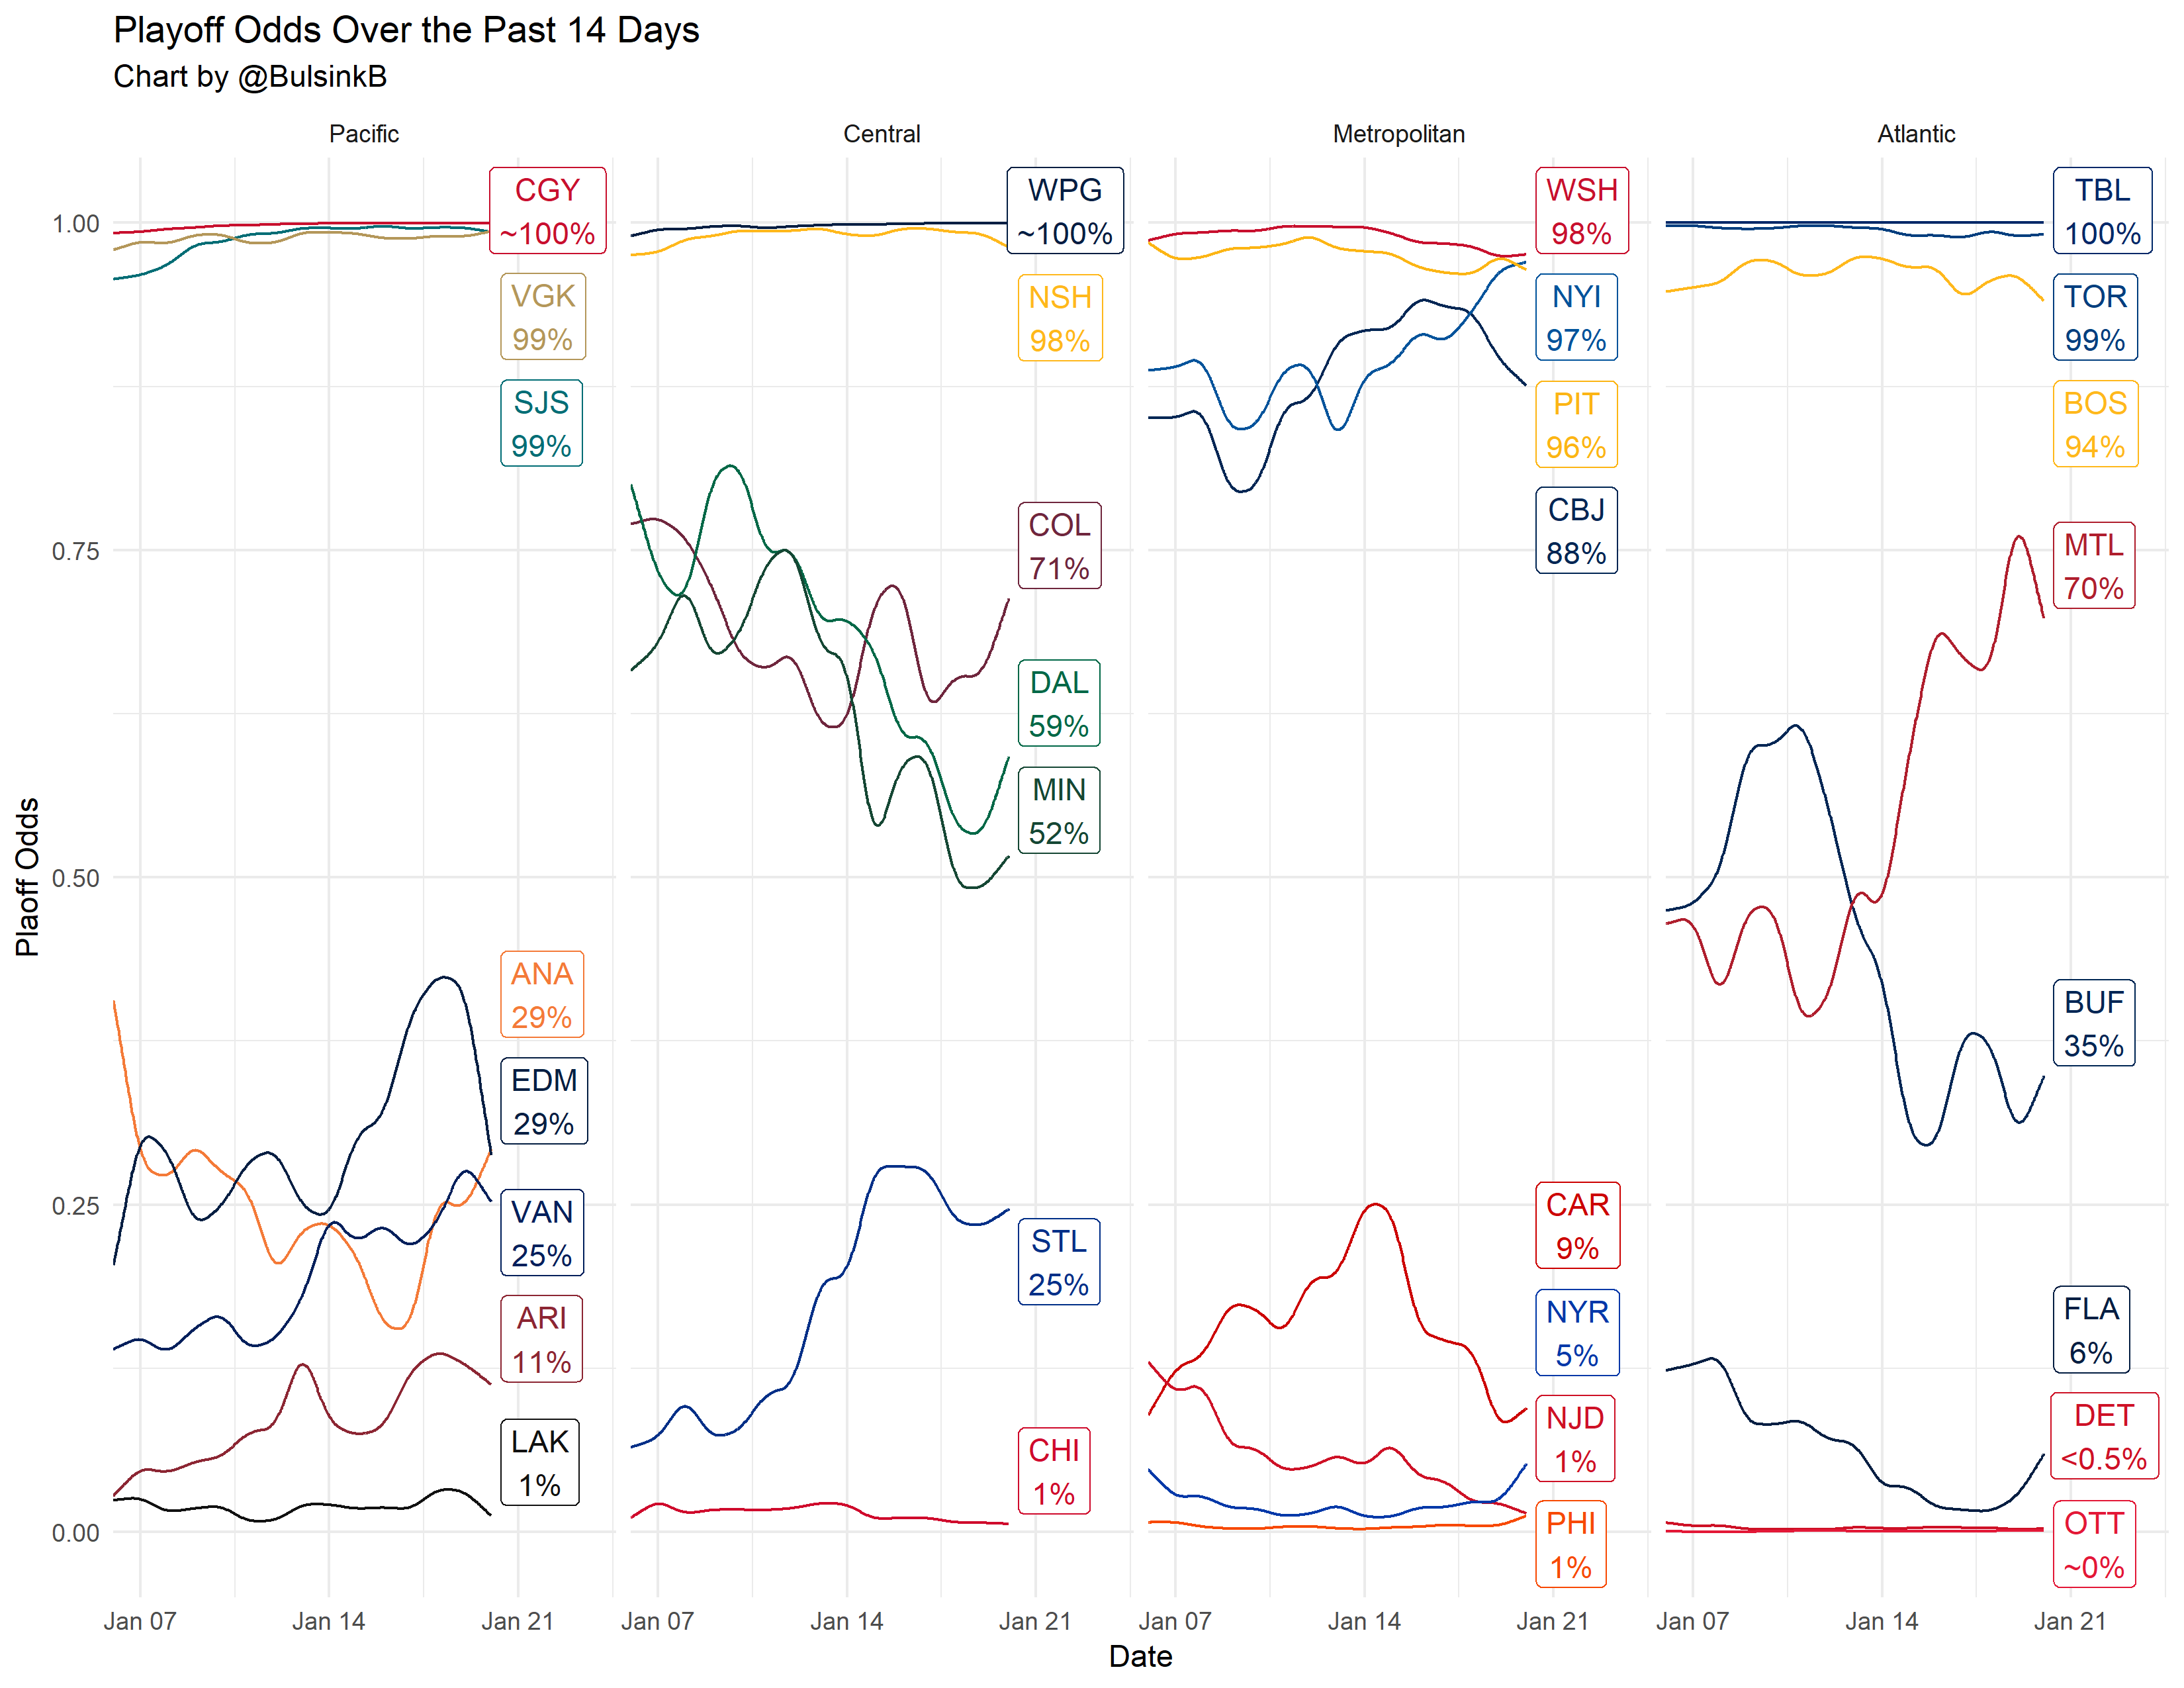 Playoff Odds Over the Past 14 Days
Chart by @BulsinkB
Pacific
Central
Metropolitan
Atlantic
Plaoff Odds
1.00
0.75
0.50
0.25
0.00
CGY
~100%
VGK
99%
SJS
99%
ANA
29%
EDM
29%
VAN
25%
ARI
11%
LAK
1%
WPG
~100%
NSH
98%
COL
71%
DAL
59%
MIN
52%
STL
25%
CHI
1%
WSH
98%
NYI
97%
PIT
96%
CBJ
88%
CAR
9%
NYR
5%
NJD
1%
PHI
1%
TBL
100%
TOR
99%
BOS
94%
MTL
70%
BUF
35%
FLA
6%
DET
<0.5%
OTT
~0%
Jan 07
Jan 14
Jan 21
Jan 07
Jan 14
Jan 21
Jan 07
Jan 14
Jan 21
Jan 07
Jan 14
Jan 21
Date